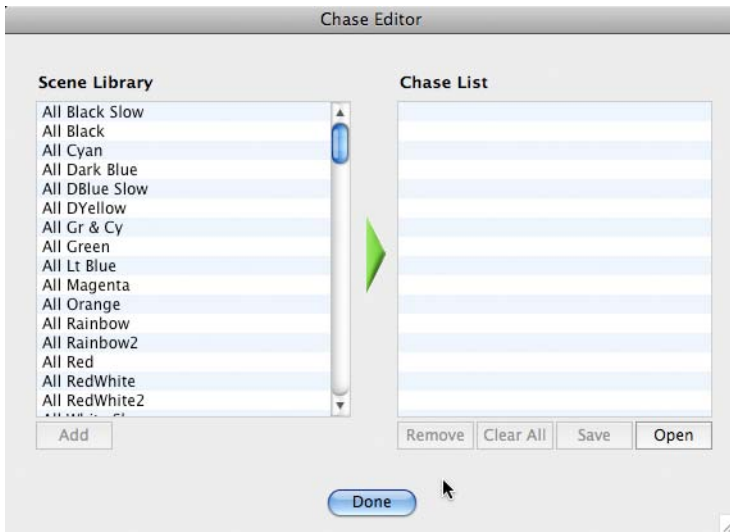 Chase Editor
Scene Library
All Black Slow
All Black
All Cyan
All Dark Blue
All DBlue Slow
All DYellow
All Gr & Cy
All Green
All Lt Blue
All Magenta
All Orange
All Rainbow
All Rainbow2
All Red
All RedWhite
All RedWhite2
Add
Chase List
Remove Clear All Save Open
Done